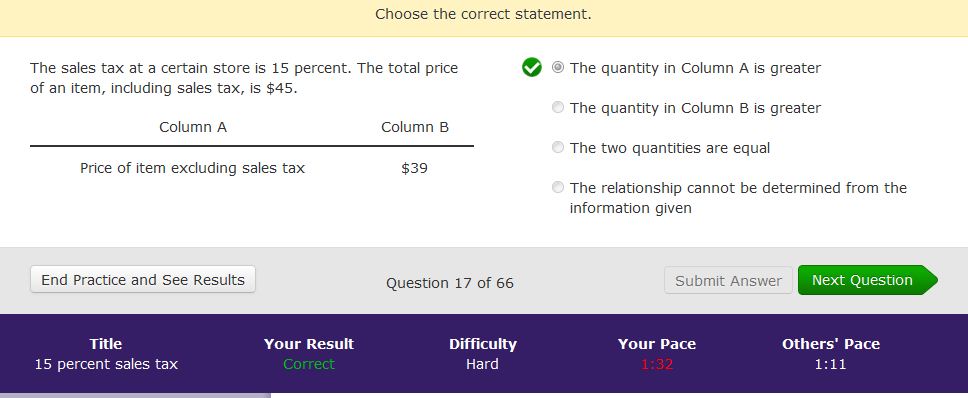 Choose the correct statement.
The sales tax at a certain store is 15 percent. The total price
of an item, including sales tax, is $45.
Column A Column B
Price of item excluding sales tax $39
The quantity in Column A is greater
The quantity in Column B is greater
The two quantities are equal
The relationship cannot be determined from the
information given
End Practice and See Results
Question 17 of 66
Submit Answer
Next Question
Title Your Result Difficulty Your Pace Others' Pace
15 percent sales tax Correct Hard 1:32 1:11